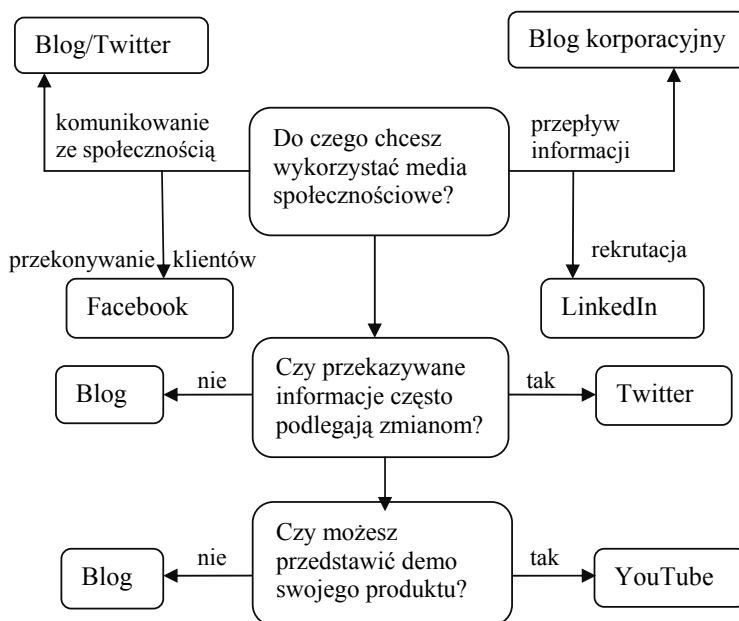 Blog/Twitter
Blog korporacyjny
komunikowanie
ze społecznością
Do czego chcesz
wykorzystać media
społecznościowe?
przepływ
informacji
przekonywanie klientów
rekrutacja
Facebook
LinkedIn
Blog
nie
Czy przekazywane
informacje często
podlegają zmianom?
tak
Twitter
Blog
nie
Czy możesz
przedstawić demo
swojego produktu?
tak
YouTube